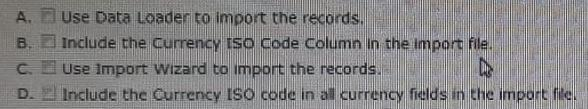 A. Use Data Loader to import the records.
B. Include the Currency ISO Code Column in the import file.
C. Use Import Wizard to import the records.
D. Include the Currency ISO code in all currency fields in the import file.